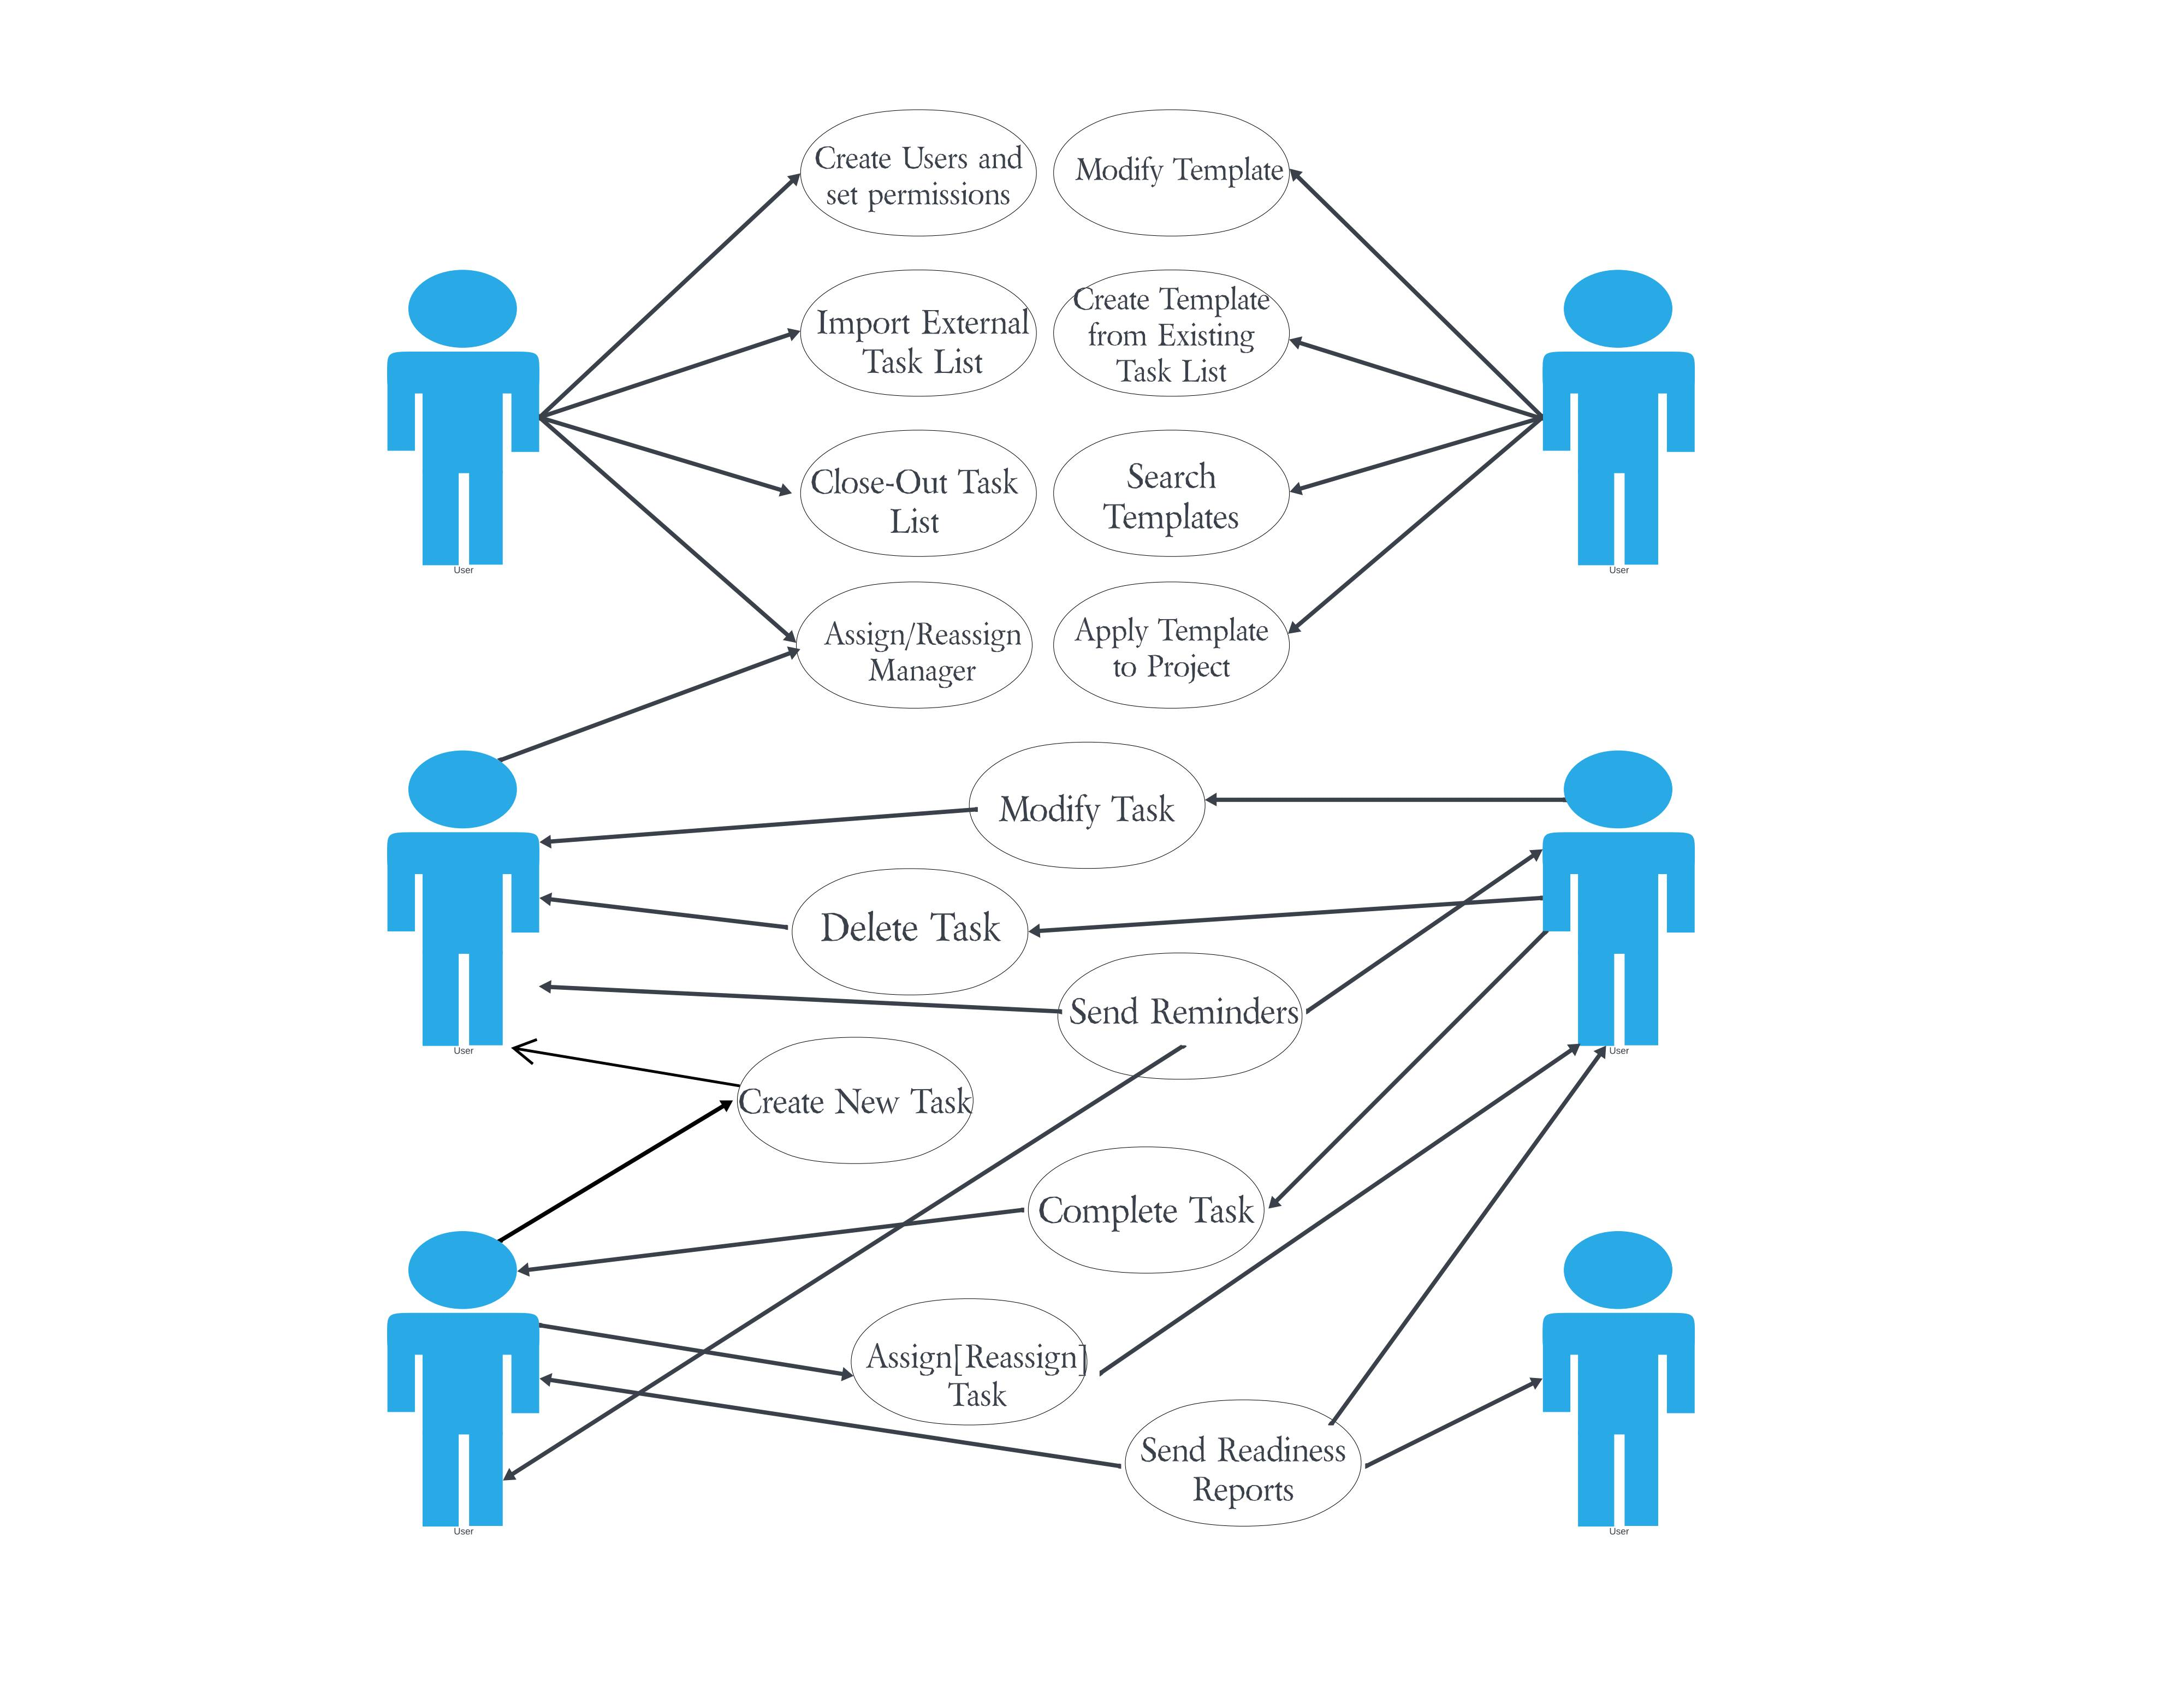 Create Users and
set permissions
Modify Template
Import External
Task List
Create Template
from Existing
Task List
Close-Out Task
List
Search
Templates
User
User
Assign/Reassign
Manager
Apply Template
to Project
Modify Task
Delete Task
Send Reminders
User
User
Create New Task
Complete Task
Assign[Reassign]
Task
Send Readiness
Reports
User
User